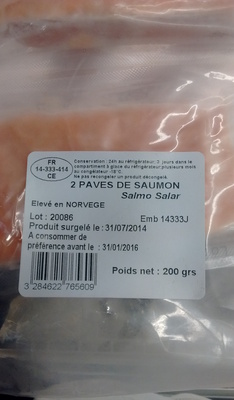 FR
14-333-414
CE
Conservation : 24h au réfrigérateur, 3 jours dans le
compartiment à glace du réfrigérateur, plusieurs mois
au congélateur -18°C.
Ne pas recongeler un produit décongelé.
2 PAVES DE SAUMON
Salmo Salar
Elevé en NORVEGE
Lot : 20086
Emb 14333J
Produit surgelé le : 31/07/2014
A consommer de
préférence avant le : 31/01/2016
Poids net : 200 grs
3 284622 765609